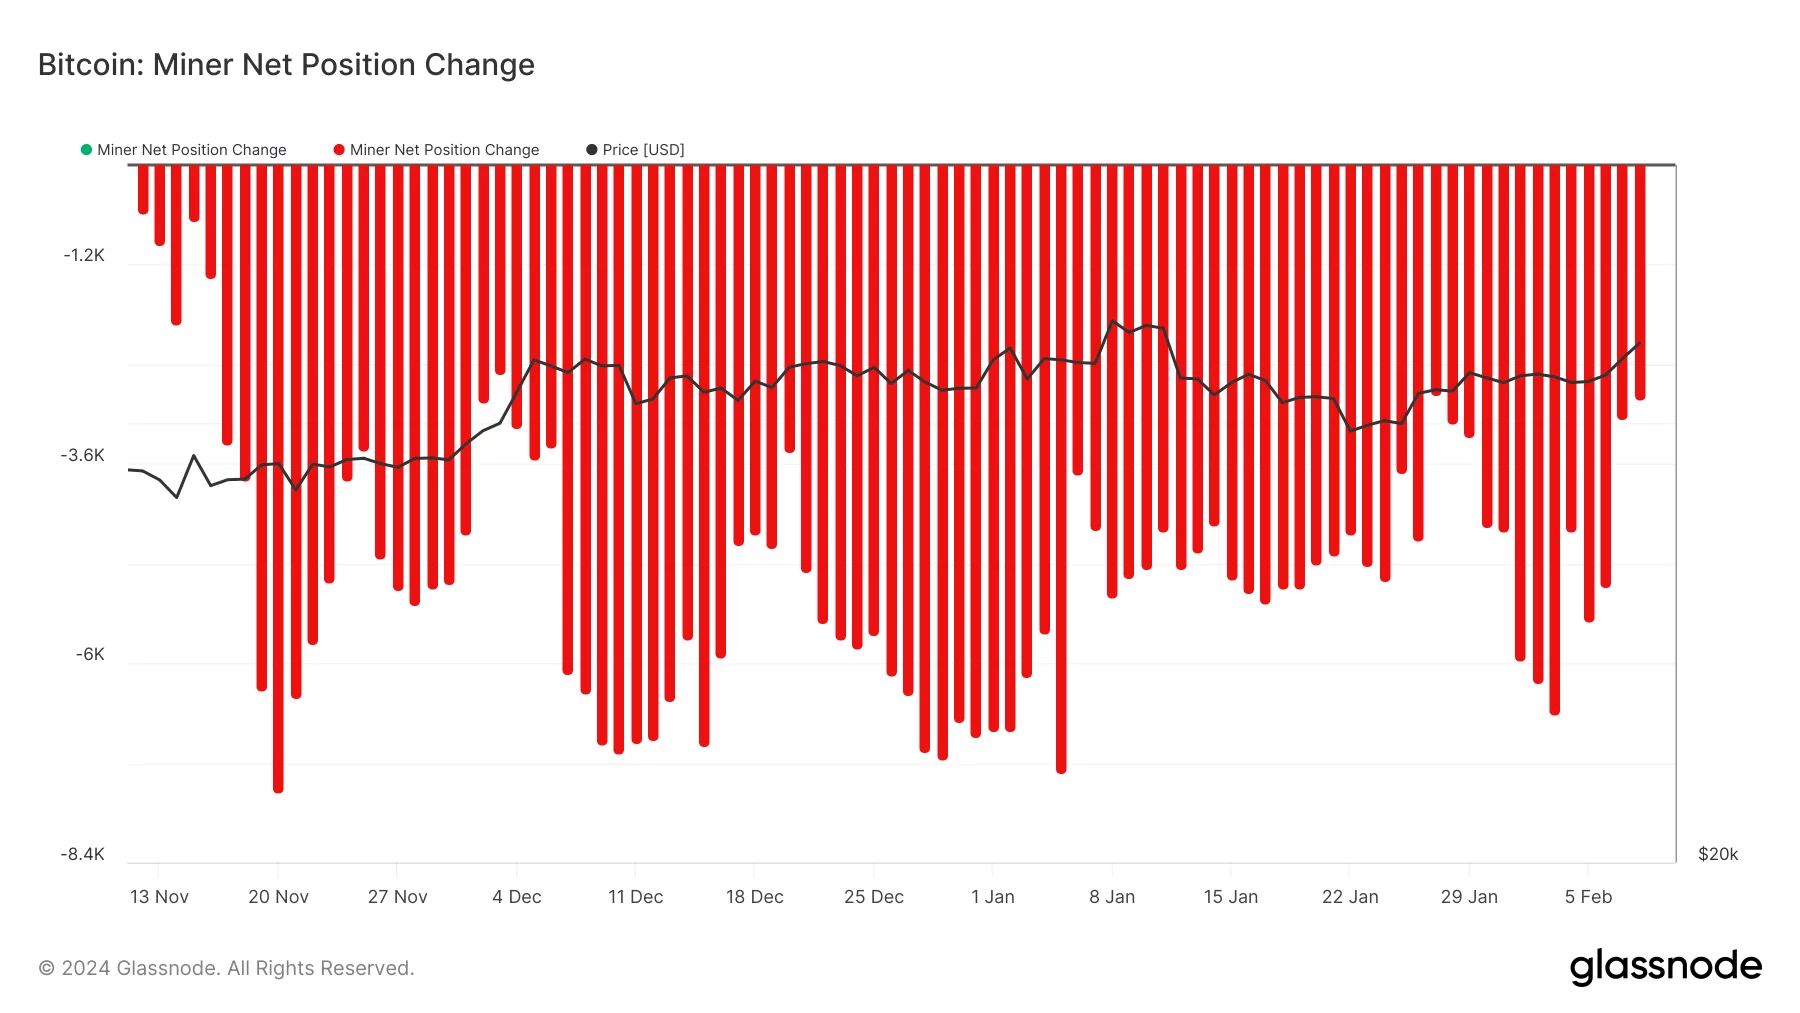 Bitcoin: Miner Net Position Change
Miner Net Position Change Miner Net Position Change Price [USD]
-1.2K
-3.6K
-6K
-8.4K
$20k
13 Nov 20 Nov 27 Nov 4 Dec 11 Dec 18 Dec 25 Dec 1 Jan 8 Jan 15 Jan 22 Jan 29 Jan 5 Feb
© 2024 Glassnode. All Rights Reserved.
glassnode